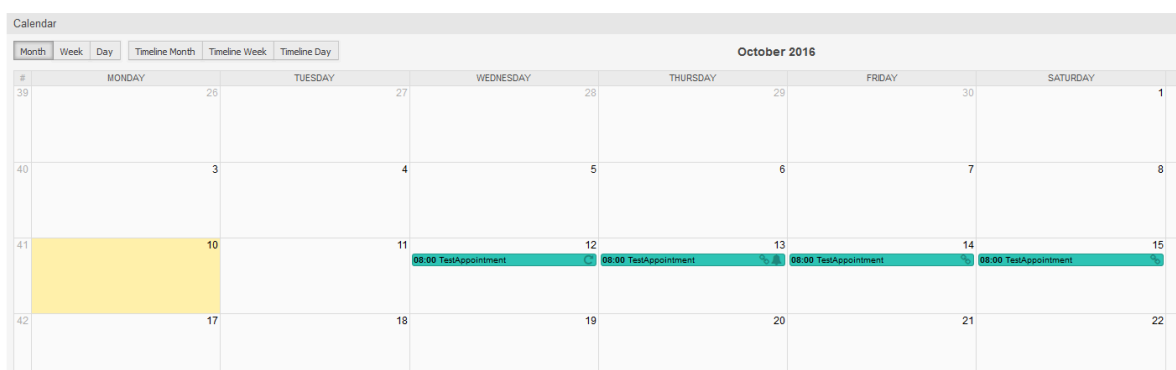 Calendar
Month Week Day Timeline Month Timeline Week Timeline Day October 2016
# MONDAY TUESDAY WEDNESDAY THURSDAY FRIDAY SATURDAY
39 26 27 28 29 30 1
40 3 4 5 6 7 8
41 10 11 12 13 14 15
08:00 TestAppointment 08:00 TestAppointment 08:00 TestAppointment 08:00 TestAppointment
42 17 18 19 20 21 22